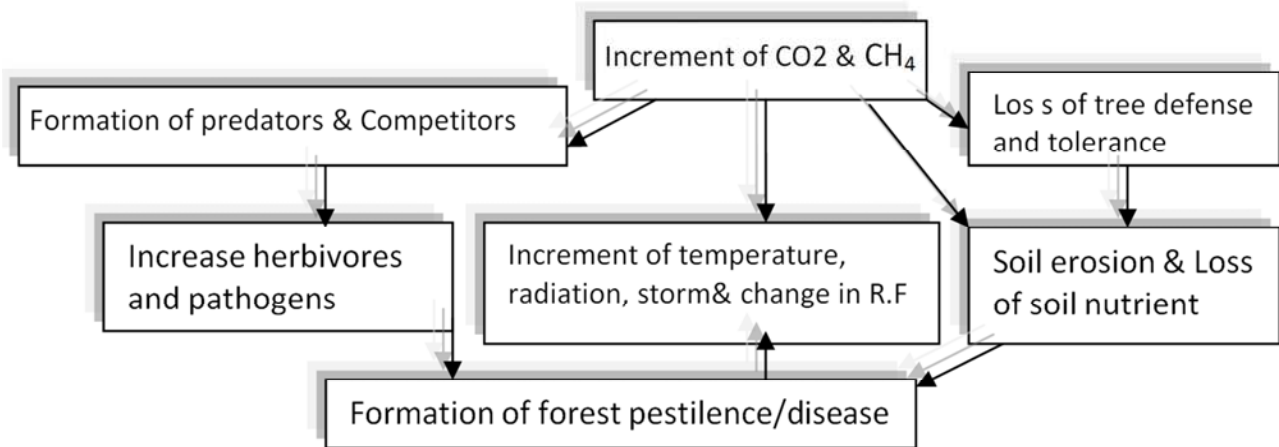 Increment of CO2 & CH₄
Formation of predators & Competitors
Los s of tree defense
and tolerance
Increase herbivores
and pathogens
Increment of temperature,
radiation, storm& change in R.F
Soil erosion & Loss
of soil nutrient
Formation of forest pestilence/disease